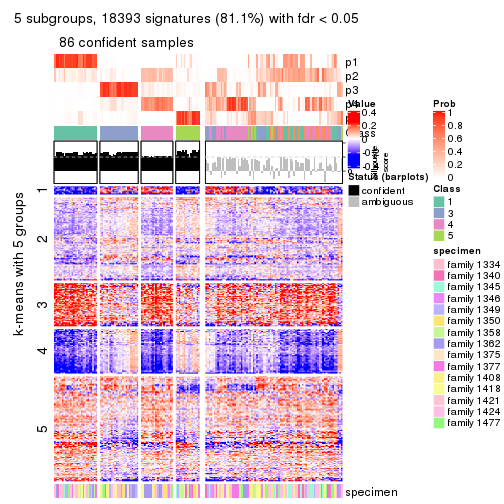 5 subgroups, 18393 signatures (81.1%) with fdr < 0.05
86 confident samples
p1
p2
p3
Value
0.4
0.2
0
Prob
1
0.8
0.6
0.4
0.2
0
Status (barplots)
confident
ambiguous
Class
1
3
4
5
k-means with 5 groups
1
2
3
4
5
specimen
family 1334
family 1340
family 1345
family 1346
family 1349
family 1350
family 1358
family 1362
family 1375
family 1377
family 1408
family 1418
family 1421
family 1424
family 1477
specimen